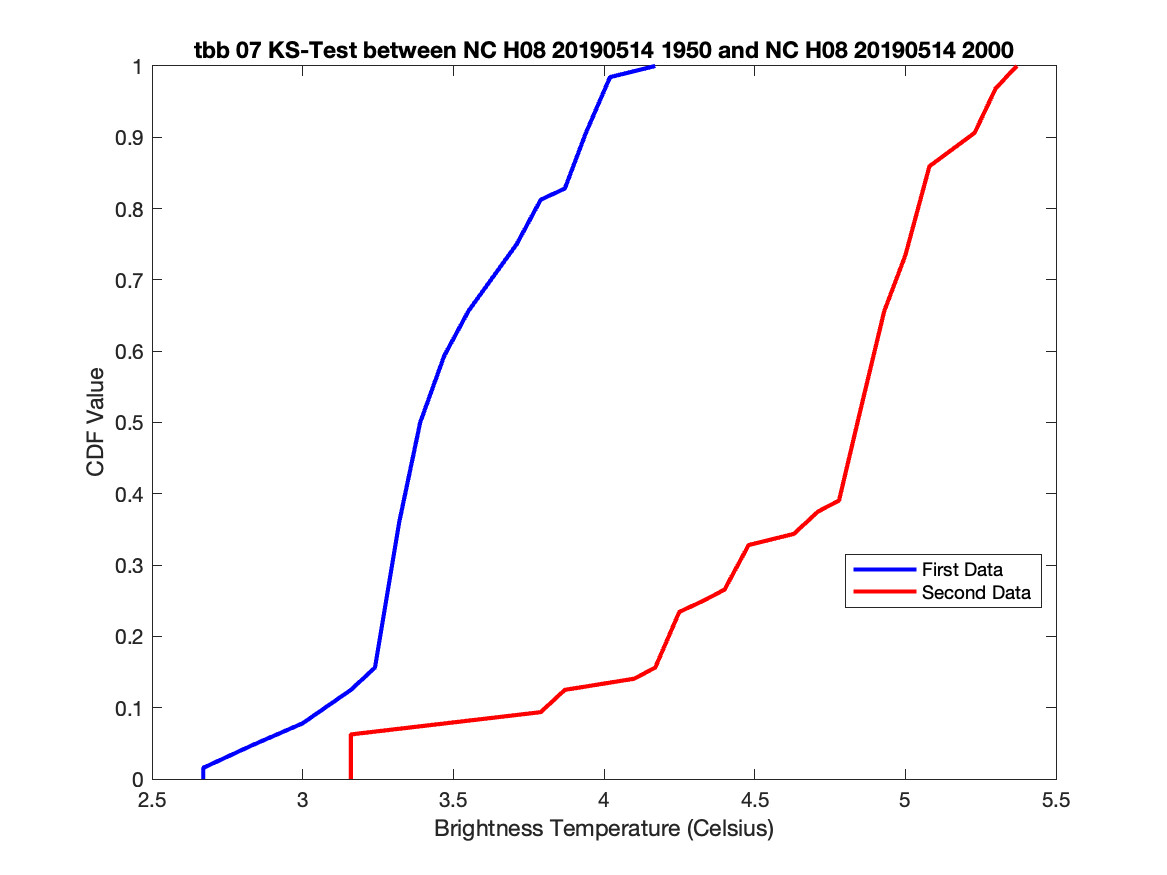 tbb 07 KS-Test between NC H08 20190514 1950 and NC H08 20190514 2000
1
0.9
0.8
0.7
0.6
0.5
0.4
0.3
0.2
0.1
0
CDF Value
First Data
Second Data
2.5 3 3.5 4 4.5 5 5.5
Brightness Temperature (Celsius)